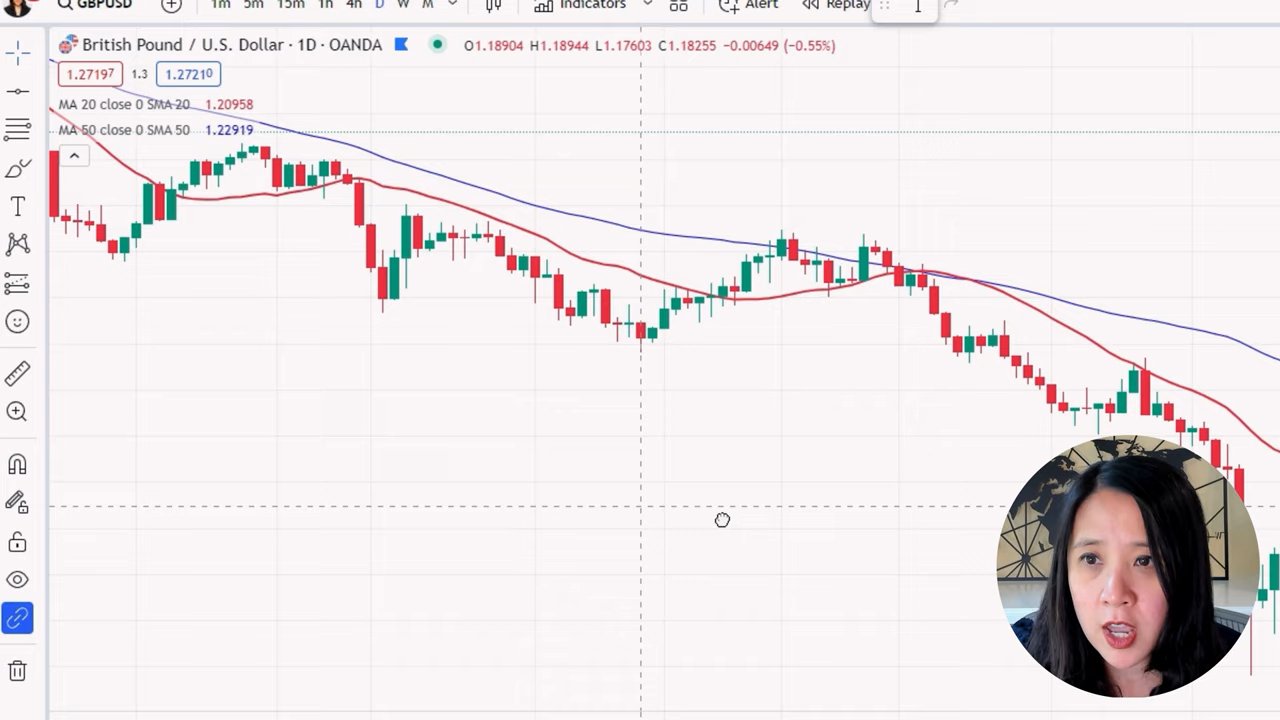 GBPUSD 1m 5m 15m 1h 4h D W M Indicators Alert Replay
British Pound / U.S. Dollar · 1D · OANDA O1.18904 H1.18944 L1.17603 C1.18255 −0.00649 (−0.55%)
1.27197 1.3 1.27210
MA 20 close 0 SMA 20 1.20958
MA 50 close 0 SMA 50 1.22919
T